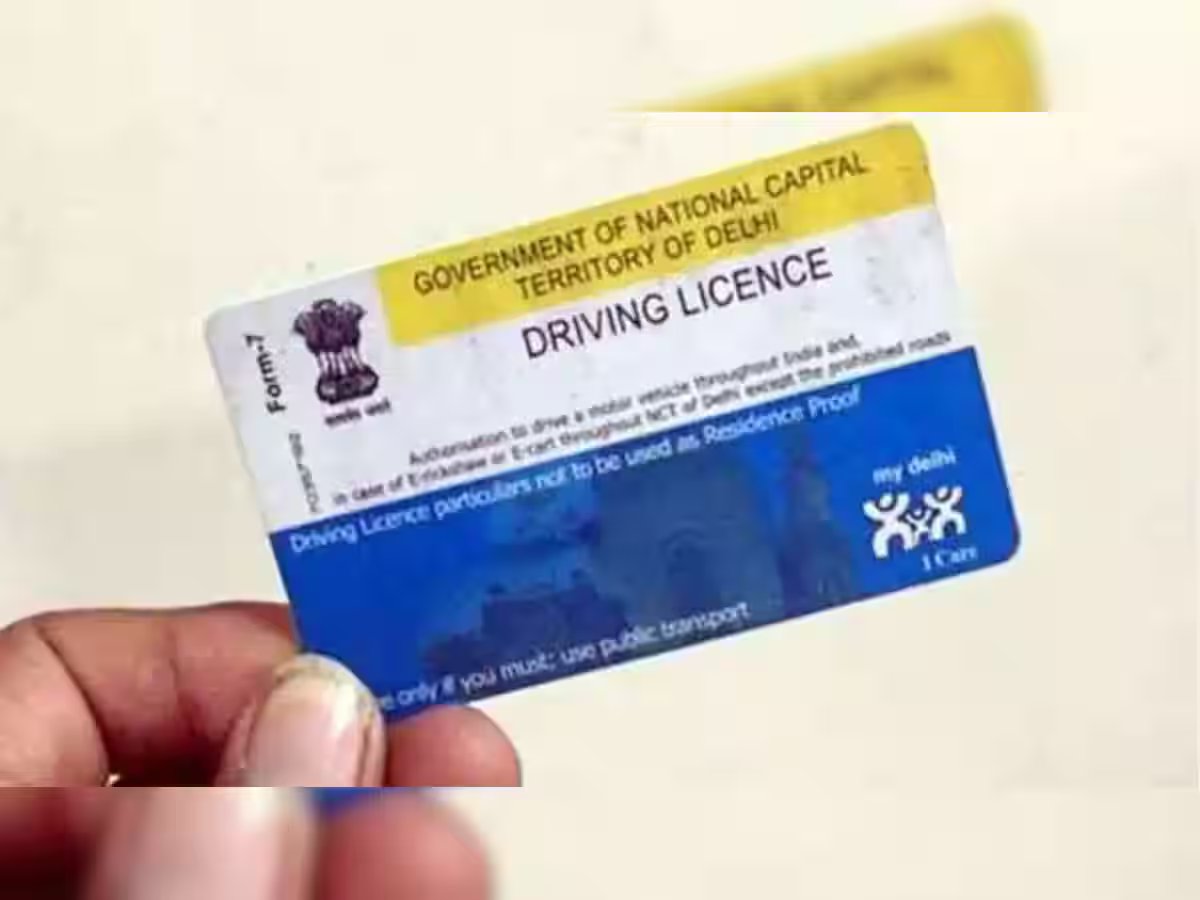 GOVERNMENT OF NATIONAL CAPITAL
TERRITORY OF DELHI
DRIVING LICENCE
Form.7
Authorisation to drive a motor vehicle throughout India and,
in case of E-rickshaw or E-cart throughout NCT of Delhi except the prohibited roads
Driving Licence particulars not to be used as Residence Proof
my delhi
I Care
only if you must; use public transport